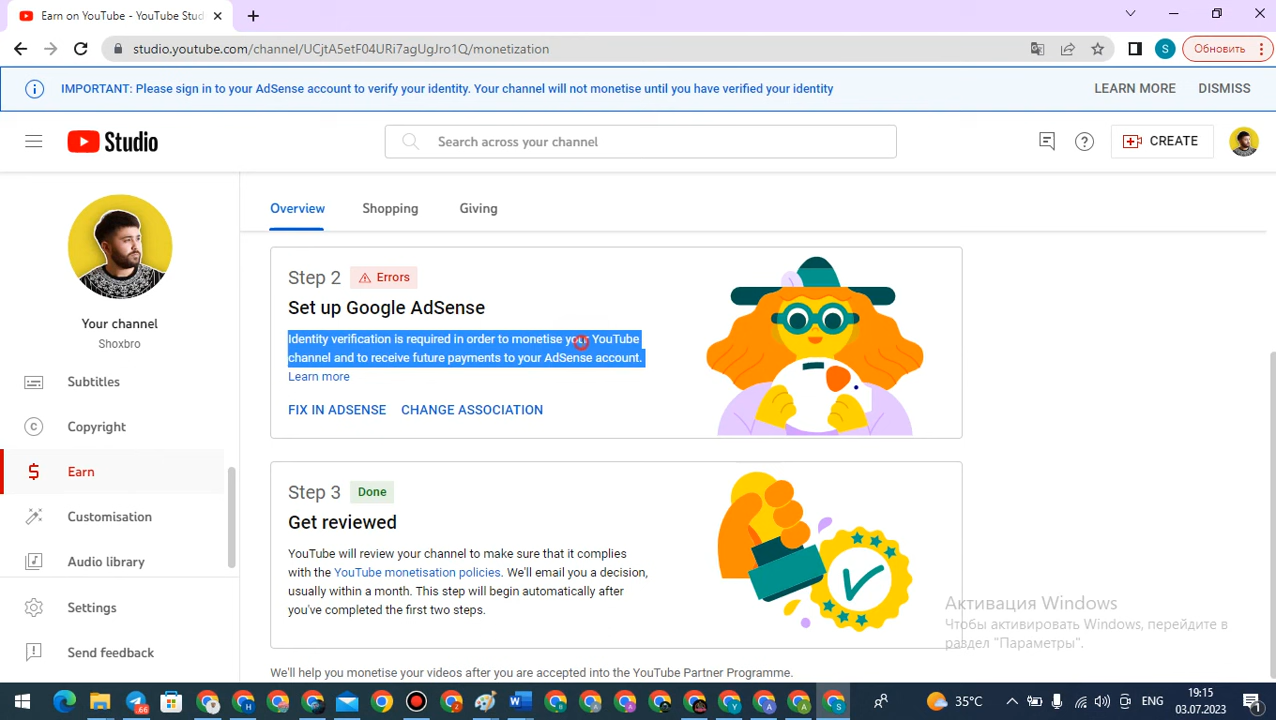 Earn on YouTube - YouTube Stud
studio.youtube.com/channel/UCjtA5etF04URi7agUgJro1Q/monetization
S
Обновить
IMPORTANT: Please sign in to your AdSense account to verify your identity. Your channel will not monetise until you have verified your identity
LEARN MORE
DISMISS
Studio
Search across your channel
CREATE
Your channel
Shoxbro
Subtitles
Copyright
Earn
Customisation
Audio library
Settings
Send feedback
Overview
Shopping
Giving
Step 2
Errors
Set up Google AdSense
Identity verification is required in order to monetise your YouTube
channel and to receive future payments to your AdSense account.
Learn more
FIX IN ADSENSE
CHANGE ASSOCIATION
Step 3
Done
Get reviewed
YouTube will review your channel to make sure that it complies
with the YouTube monetisation policies. We'll email you a decision,
usually within a month. This step will begin automatically after
you've completed the first two steps.
We'll help you monetise your videos after you are accepted into the YouTube Partner Programme.
Активация Windows
Чтобы активировать Windows, перейдите в
раздел "Параметры".
35°C
ENG
19:15
03.07.2023